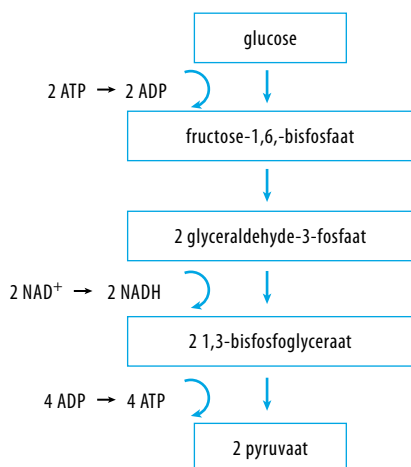 glucose
2 ATP → 2 ADP
fructose-1,6,-bisfosfaat
2 glyceraldehyde-3-fosfaat
2 NAD⁺ → 2 NADH
2 1,3-bisfosfoglyceraat
4 ADP → 4 ATP
2 pyruvaat